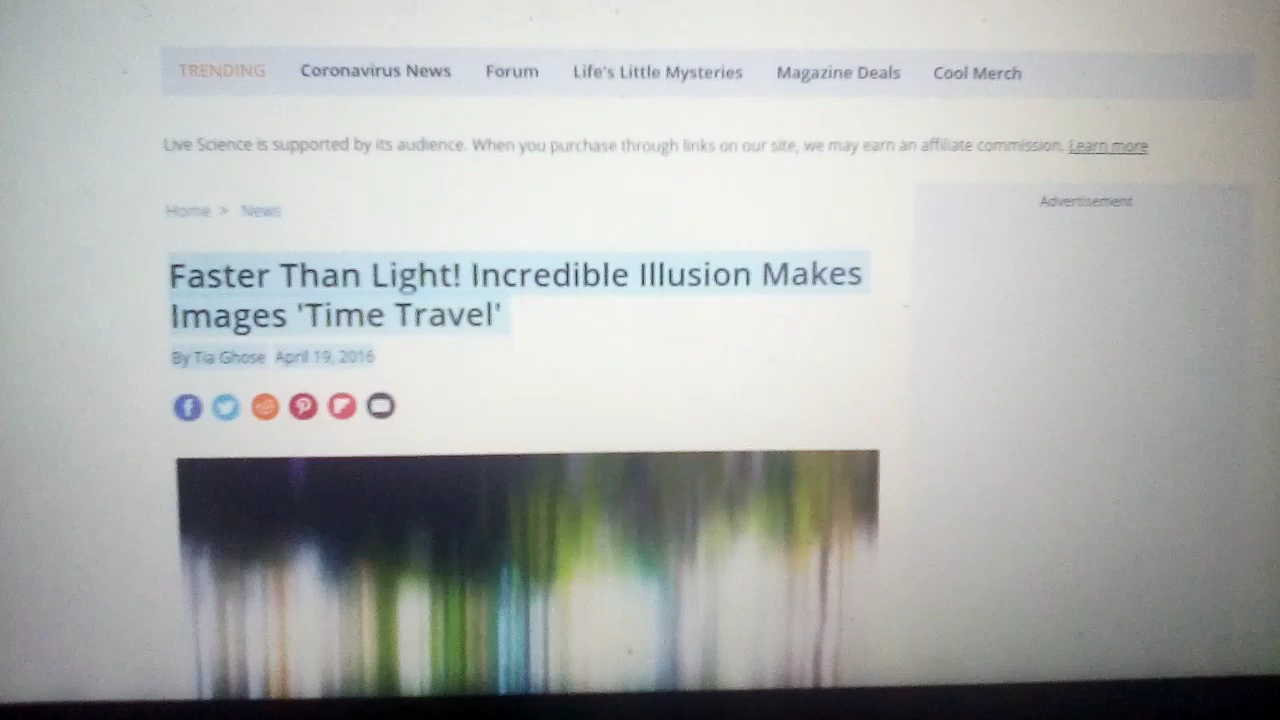 TRENDING Coronavirus News Forum Life's Little Mysteries Magazine Deals Cool Merch
Live Science is supported by its audience. When you purchase through links on our site, we may earn an affiliate commission. Learn more
Advertisement
Home > News
Faster Than Light! Incredible Illusion Makes
Images 'Time Travel'
By Tia Ghose April 19, 2016